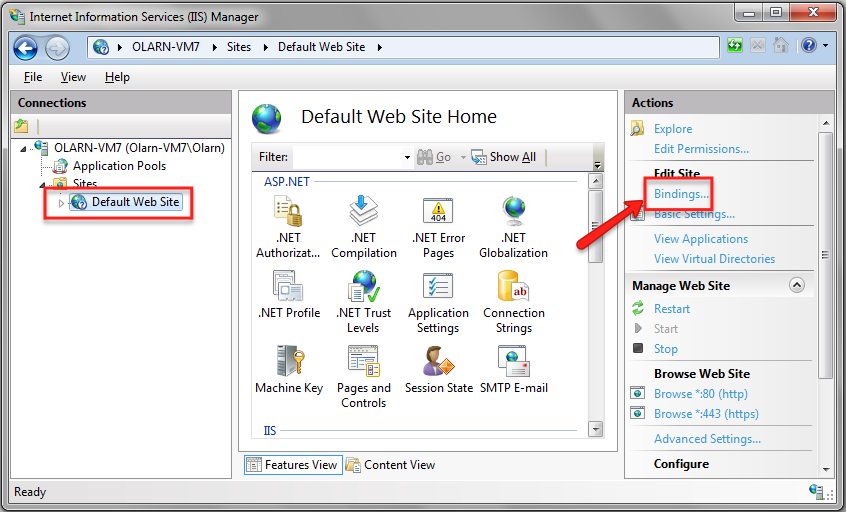 Internet Information Services (IIS) Manager
OLARN-VM7 Sites Default Web Site
File View Help
Connections
OLARN-VM7 (Olarn-VM7\Olarn)
Application Pools
Sites
Default Web Site
Default Web Site Home
Filter: Go Show All
ASP.NET
.NET Authorizat...
.NET Compilation
404
.NET Error Pages
.NET Globalization
.NET Profile
.NET Trust Levels
Application Settings
ab
Connection Strings
Machine Key
Pages and Controls
Session State
SMTP E-mail
IIS
Features View Content View
Actions
Explore
Edit Permissions...
Edit Site
Bindings...
Basic Settings...
View Applications
View Virtual Directories
Manage Web Site
Restart
Start
Stop
Browse Web Site
Browse *:80 (http)
Browse *:443 (https)
Advanced Settings...
Configure
Ready